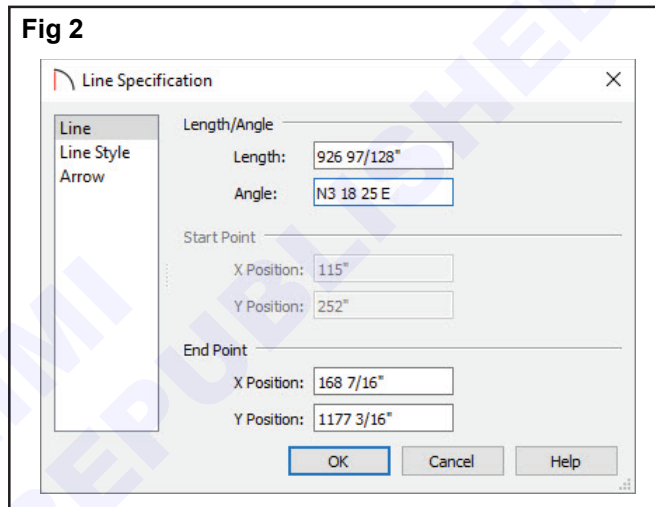 Fig 2
Line Specification
Line
Line Style
Arrow
Length/Angle
Length: 926 97/128"
Angle: N3 18 25 E
Start Point
X Position: 115"
Y Position: 252"
End Point
X Position: 168 7/16"
Y Position: 1177 3/16"
OK Cancel Help